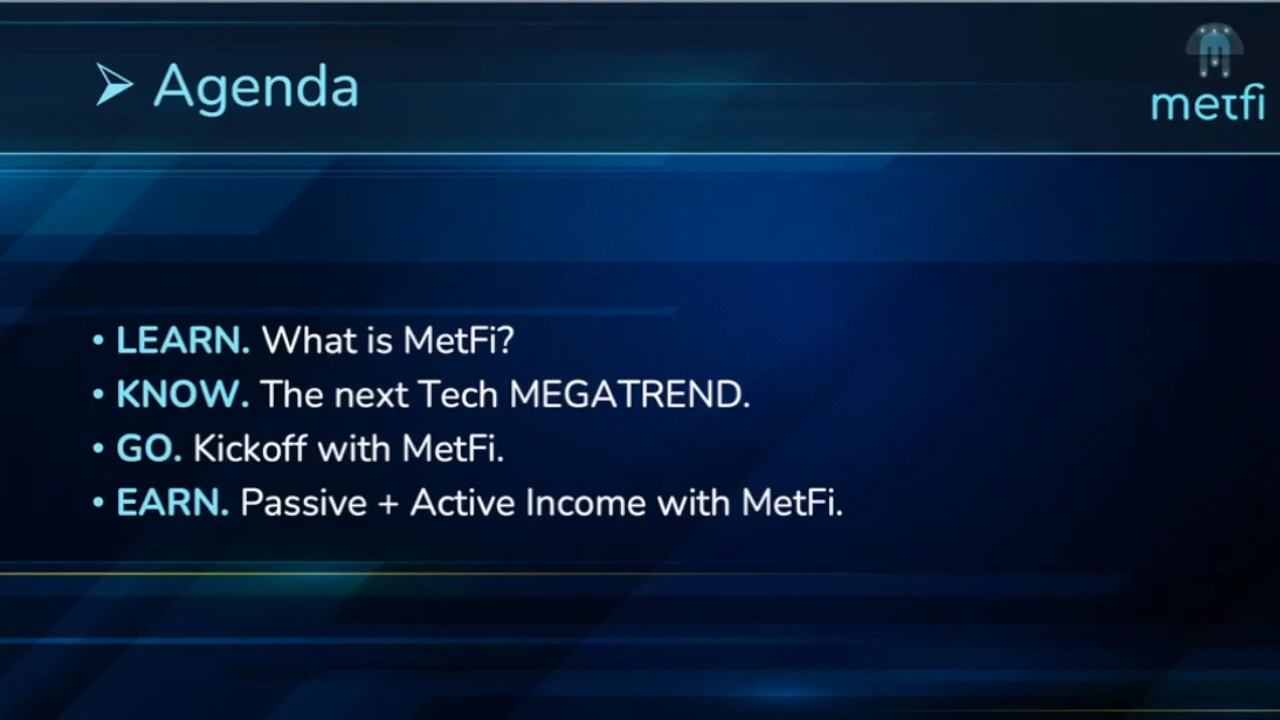 Agenda
metfi
• LEARN. What is MetFi?
• KNOW. The next Tech MEGATREND.
• GO. Kickoff with MetFi.
• EARN. Passive + Active Income with MetFi.